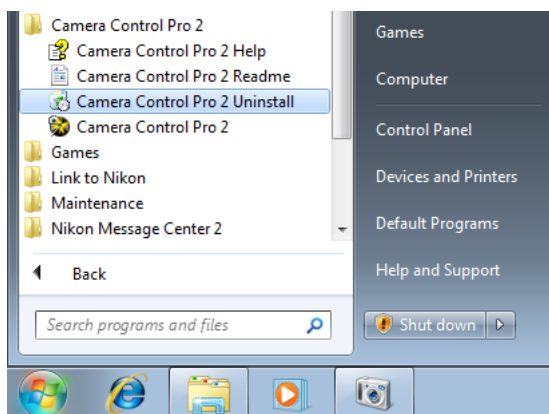 Camera Control Pro 2
Camera Control Pro 2 Help
Camera Control Pro 2 Readme
Camera Control Pro 2 Uninstall
Camera Control Pro 2
Games
Link to Nikon
Maintenance
Nikon Message Center 2
Back
Search programs and files
Games
Computer
Control Panel
Devices and Printers
Default Programs
Help and Support
Shut down